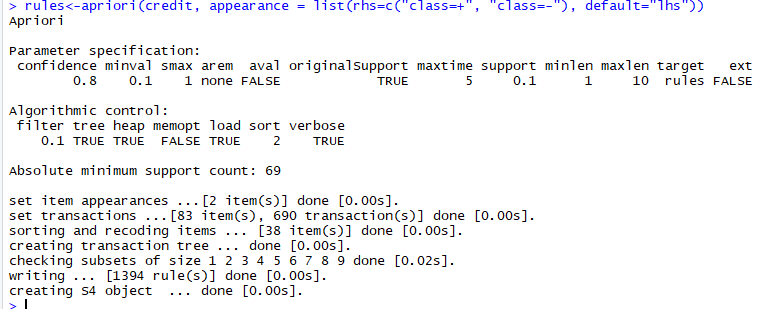 > rules<-apriori(credit, appearance = list(rhs=c("class=+", "class=-"), default="lhs"))
Apriori
Parameter specification:
confidence minval smax arem aval originalSupport maxtime support minlen maxlen target ext
0.8 0.1 1 none FALSE TRUE 5 0.1 1 10 rules FALSE
Algorithmic control:
filter tree heap memopt load sort verbose
0.1 TRUE TRUE FALSE TRUE 2 TRUE
Absolute minimum support count: 69
set item appearances ...[2 item(s)] done [0.00s].
set transactions ...[83 item(s), 690 transaction(s)] done [0.00s].
sorting and recoding items ... [38 item(s)] done [0.00s].
creating transaction tree ... done [0.00s].
checking subsets of size 1 2 3 4 5 6 7 8 9 done [0.02s].
writing ... [1394 rule(s)] done [0.00s].
creating S4 object ... done [0.00s].
>